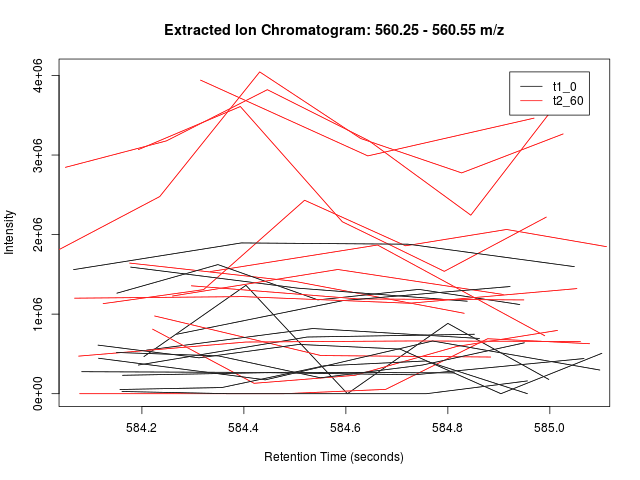 Extracted Ion Chromatogram: 560.25 - 560.55 m/z
t1_0
t2_60
Intensity
4e+06
3e+06
2e+06
1e+06
0e+00
584.2 584.4 584.6 584.8 585.0
Retention Time (seconds)